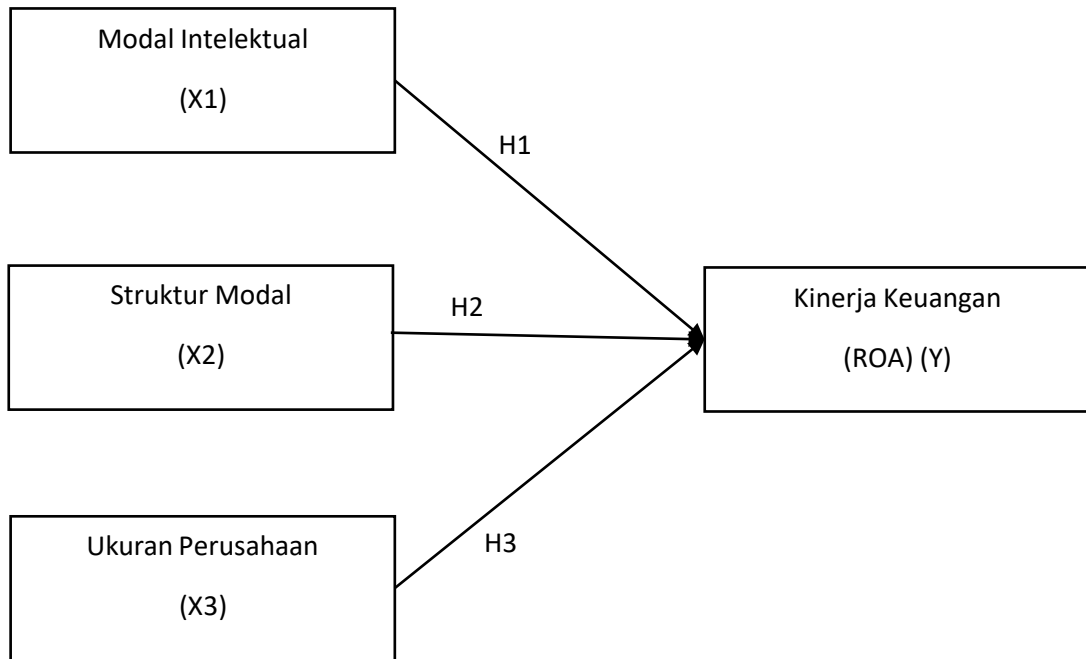 Modal Intelektual
(X1)
H1
Struktur Modal
(X2)
H2
Kinerja Keuangan
(ROA) (Y)
Ukuran Perusahaan
(X3)
H3